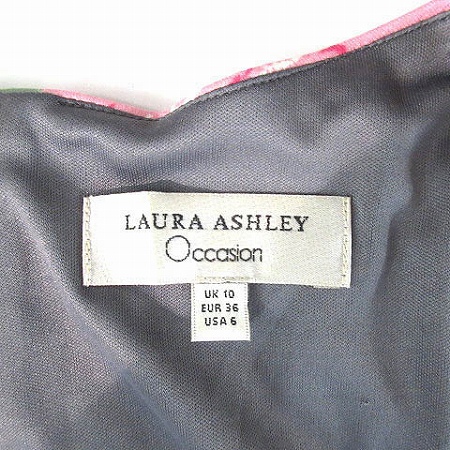 LAURA ASHLEY
Occasion
UK 10
EUR 36
USA 6